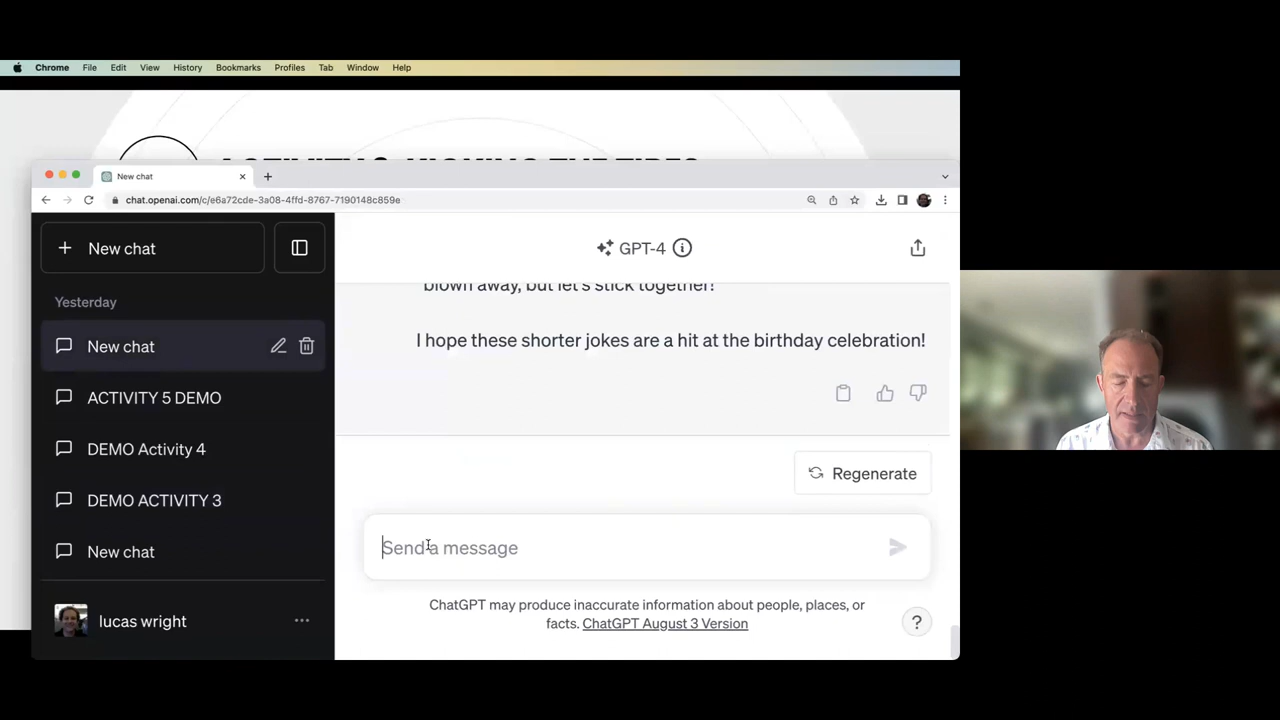 Chrome File Edit View History Bookmarks Profiles Tab Window Help
New chat
chat.openai.com/c/e6a72cde-3a08-4ffd-8767-7190148c859e
New chat
GPT-4
Yesterday
New chat
ACTIVITY 5 DEMO
DEMO Activity 4
DEMO ACTIVITY 3
New chat
lucas wright
blown away, but let's stick together!
I hope these shorter jokes are a hit at the birthday celebration!
Regenerate
Send a message
ChatGPT may produce inaccurate information about people, places, or
facts. ChatGPT August 3 Version
?